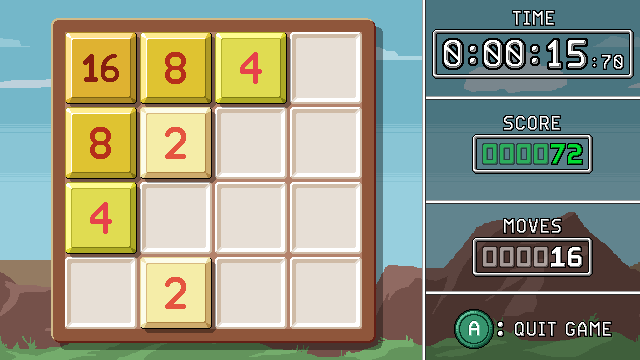 16 8 4
8 2
4
2
TIME
0:00:15:70
SCORE
000072
MOVES
000016
A : QUIT GAME